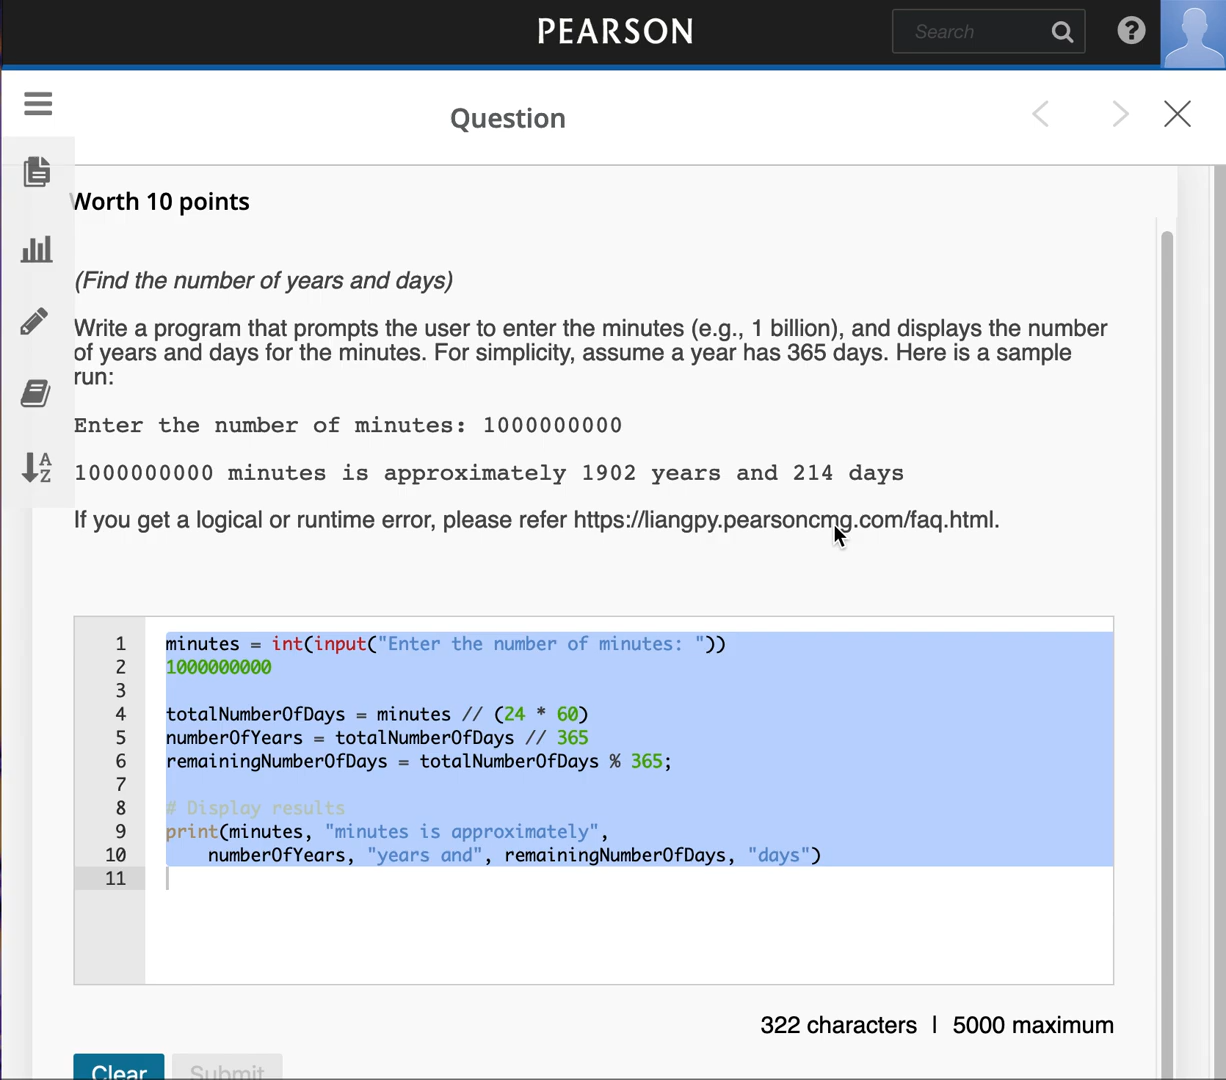 PEARSON
Search
?
Question
Worth 10 points
(Find the number of years and days)
Write a program that prompts the user to enter the minutes (e.g., 1 billion), and displays the number
of years and days for the minutes. For simplicity, assume a year has 365 days. Here is a sample
run:
Enter the number of minutes: 1000000000
1000000000 minutes is approximately 1902 years and 214 days
If you get a logical or runtime error, please refer https://liangpy.pearsoncmg.com/faq.html.
A
Z
1 minutes = int(input("Enter the number of minutes: "))
2 1000000000
3
4 totalNumberOfDays = minutes // (24 * 60)
5 numberOfYears = totalNumberOfDays // 365
6 remainingNumberOfDays = totalNumberOfDays % 365;
7
8 # Display results
9 print(minutes, "minutes is approximately",
10     numberOfYears, "years and", remainingNumberOfDays, "days")
11
322 characters | 5000 maximum
Clear Submit